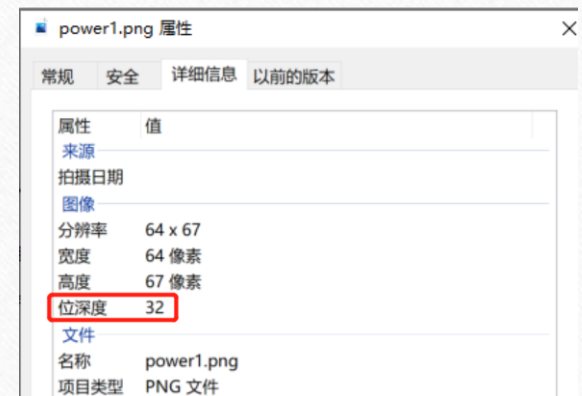 power1.png 属性
常规 安全 详细信息 以前的版本
属性 值
来源
拍摄日期
图像
分辨率 64 x 67
宽度 64 像素
高度 67 像素
位深度 32
文件
名称 power1.png
项目类型 PNG 文件